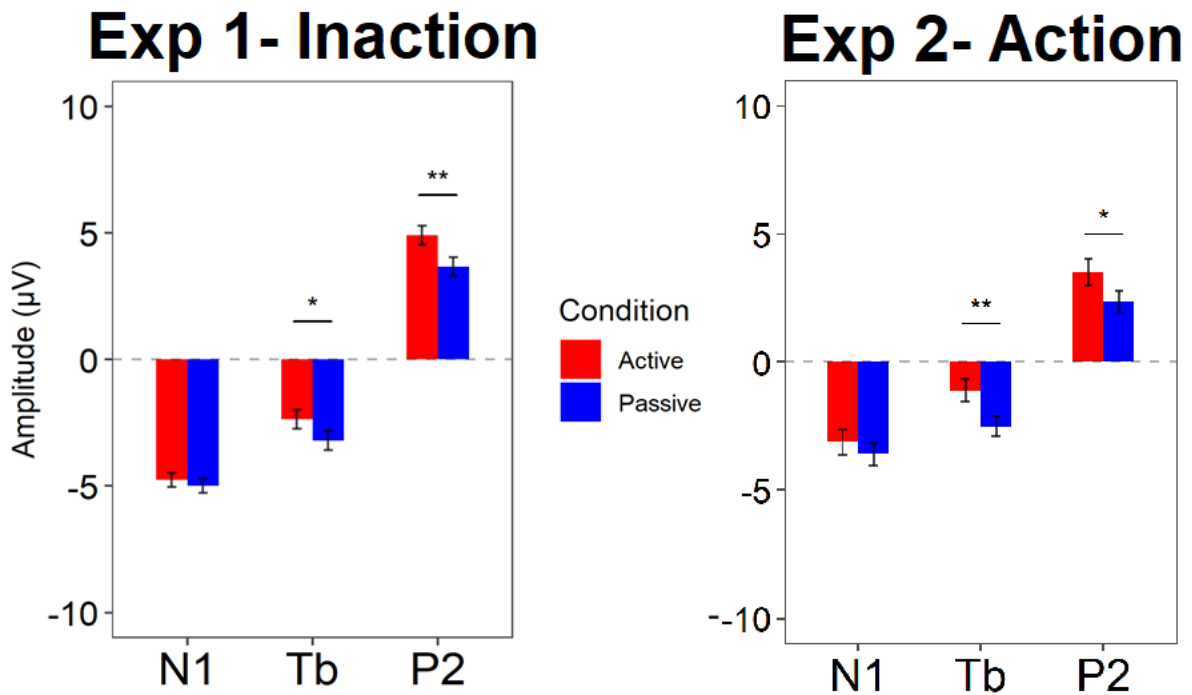 Exp 1- Inaction
Amplitude (µV)
10
5
0
-5
-10
**
*
N1 Tb P2
Condition
Active
Passive
Exp 2- Action
10
5
0
-5
-10
*
**
N1 Tb P2